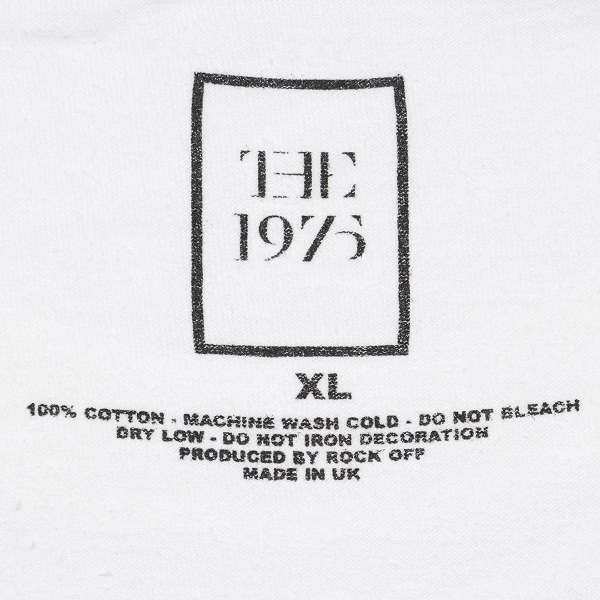 THE
1975
XL
100% COTTON - MACHINE WASH COLD - DO NOT BLEACH
DRY LOW - DO NOT IRON DECORATION
PRODUCED BY ROCK OFF
MADE IN UK